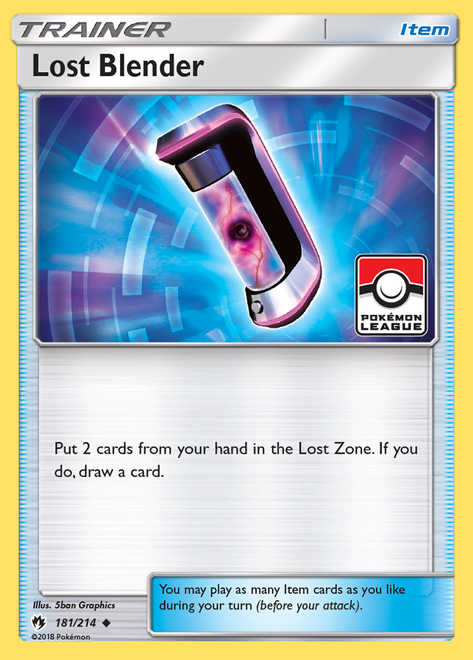 TRAINER
Item
Lost Blender
POKÉMON
LEAGUE
Put 2 cards from your hand in the Lost Zone. If you
do, draw a card.
You may play as many Item cards as you like
during your turn (before your attack).
Illus. 5ban Graphics
181/214
©2018 Pokémon